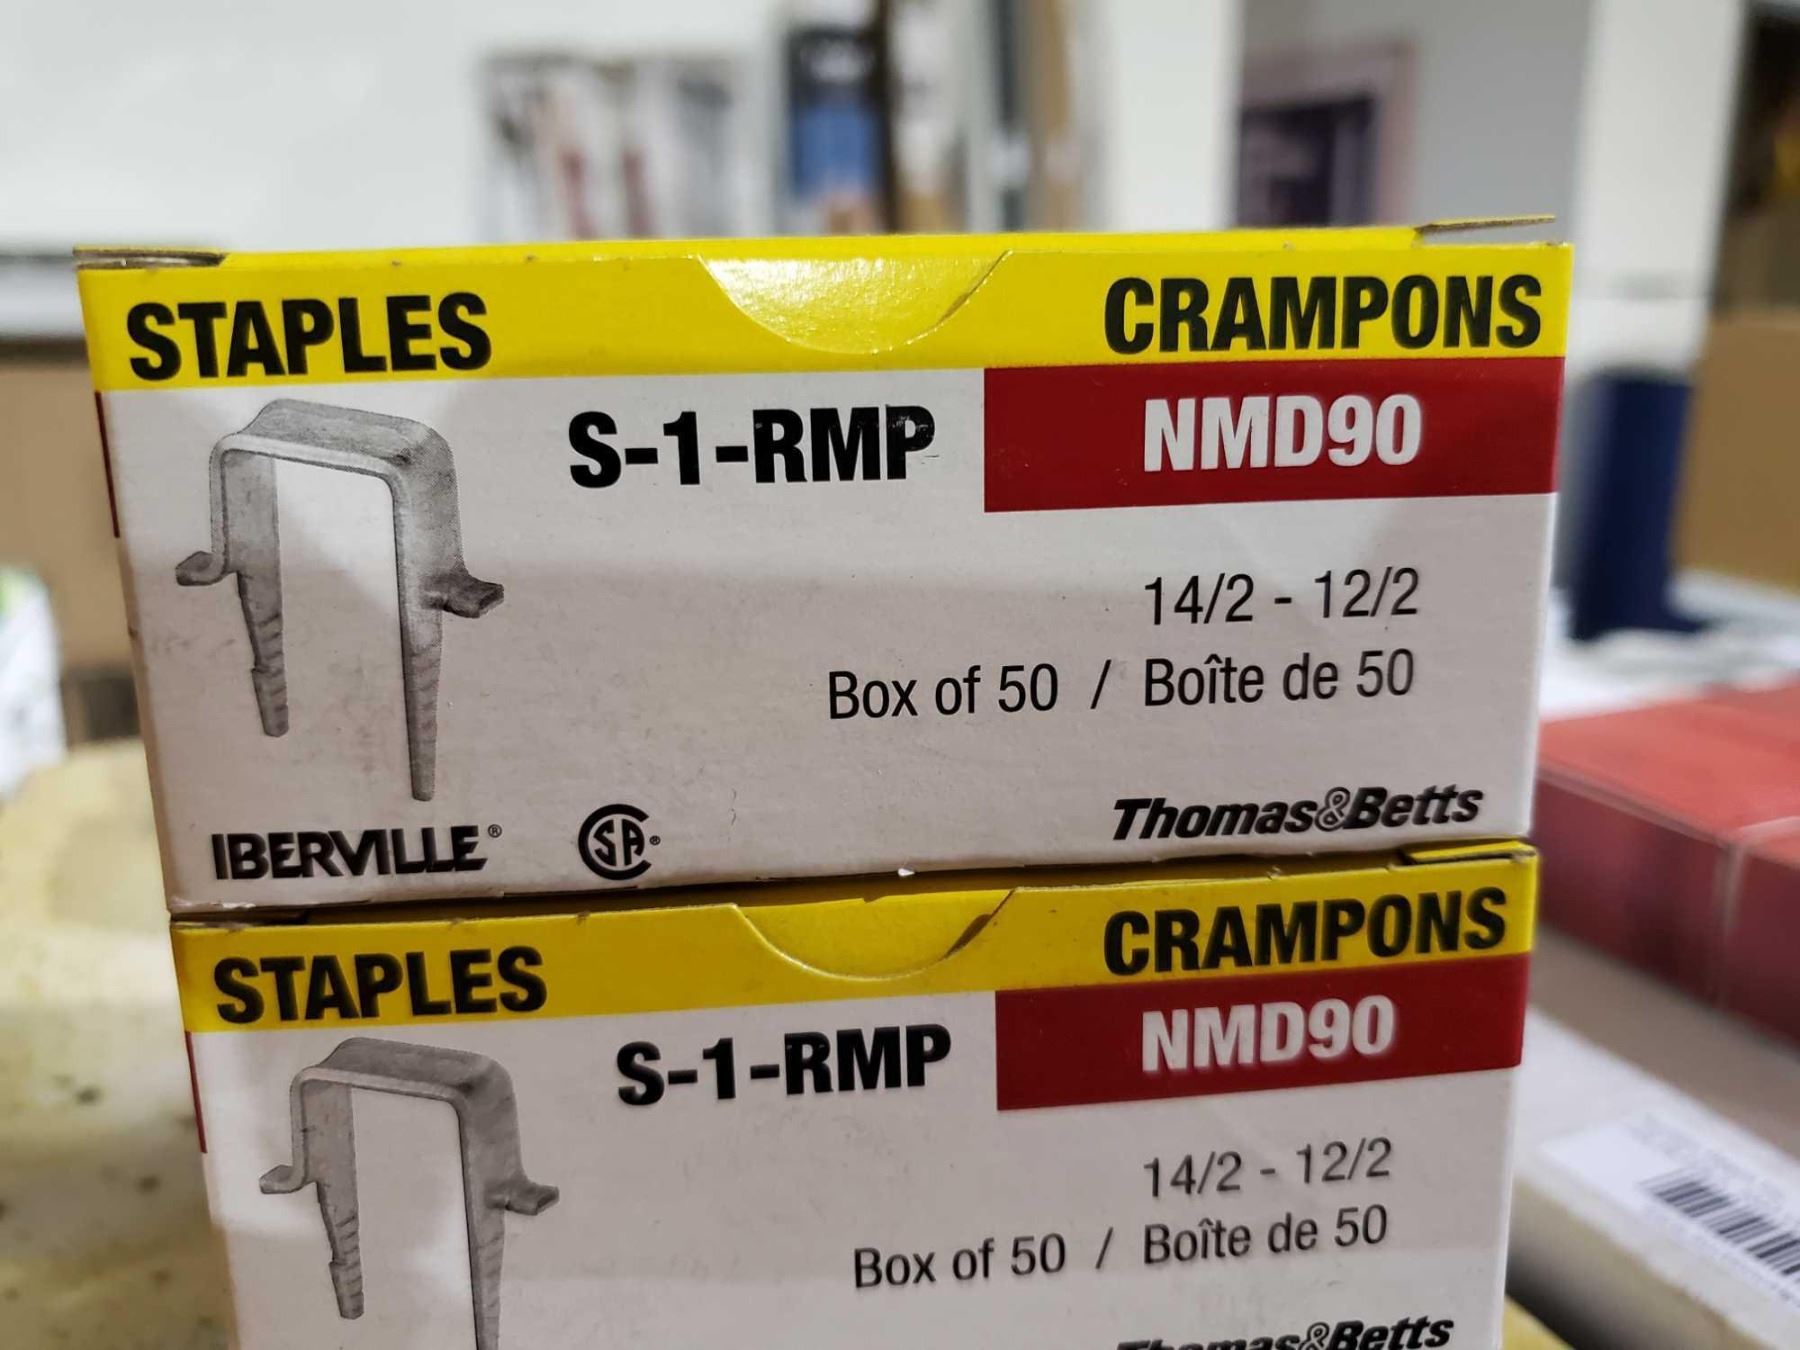 STAPLES CRAMPONS
S-1-RMP NMD90
14/2 - 12/2
Box of 50 / Boîte de 50
IBERVILLE® SA® Thomas&Betts
STAPLES CRAMPONS
S-1-RMP NMD90
14/2 - 12/2
Box of 50 / Boîte de 50
Thomas&Betts